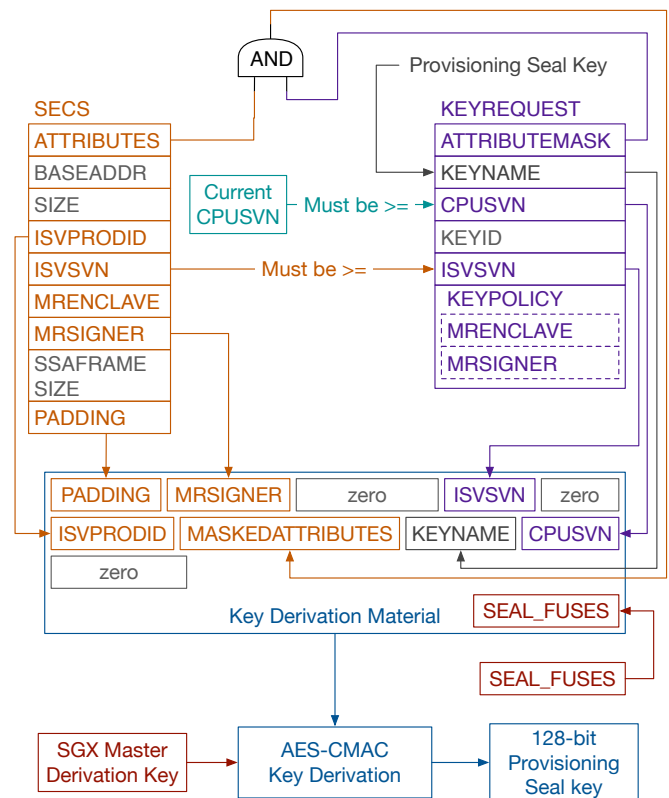 AND
Provisioning Seal Key
SECS
ATTRIBUTES
BASEADDR
SIZE
ISVPRODID
ISVSVN
MRENCLAVE
MRSIGNER
SSAFRAME
SIZE
PADDING
Current
CPUSVN
Must be >=
Must be >=
KEYREQUEST
ATTRIBUTEMASK
KEYNAME
CPUSVN
KEYID
ISVSVN
KEYPOLICY
MRENCLAVE
MRSIGNER
PADDING MRSIGNER zero ISVSVN zero
ISVPRODID MASKEDATTRIBUTES KEYNAME CPUSVN
zero
Key Derivation Material
SEAL_FUSES
SEAL_FUSES
SGX Master
Derivation Key
AES-CMAC
Key Derivation
128-bit
Provisioning
Seal key